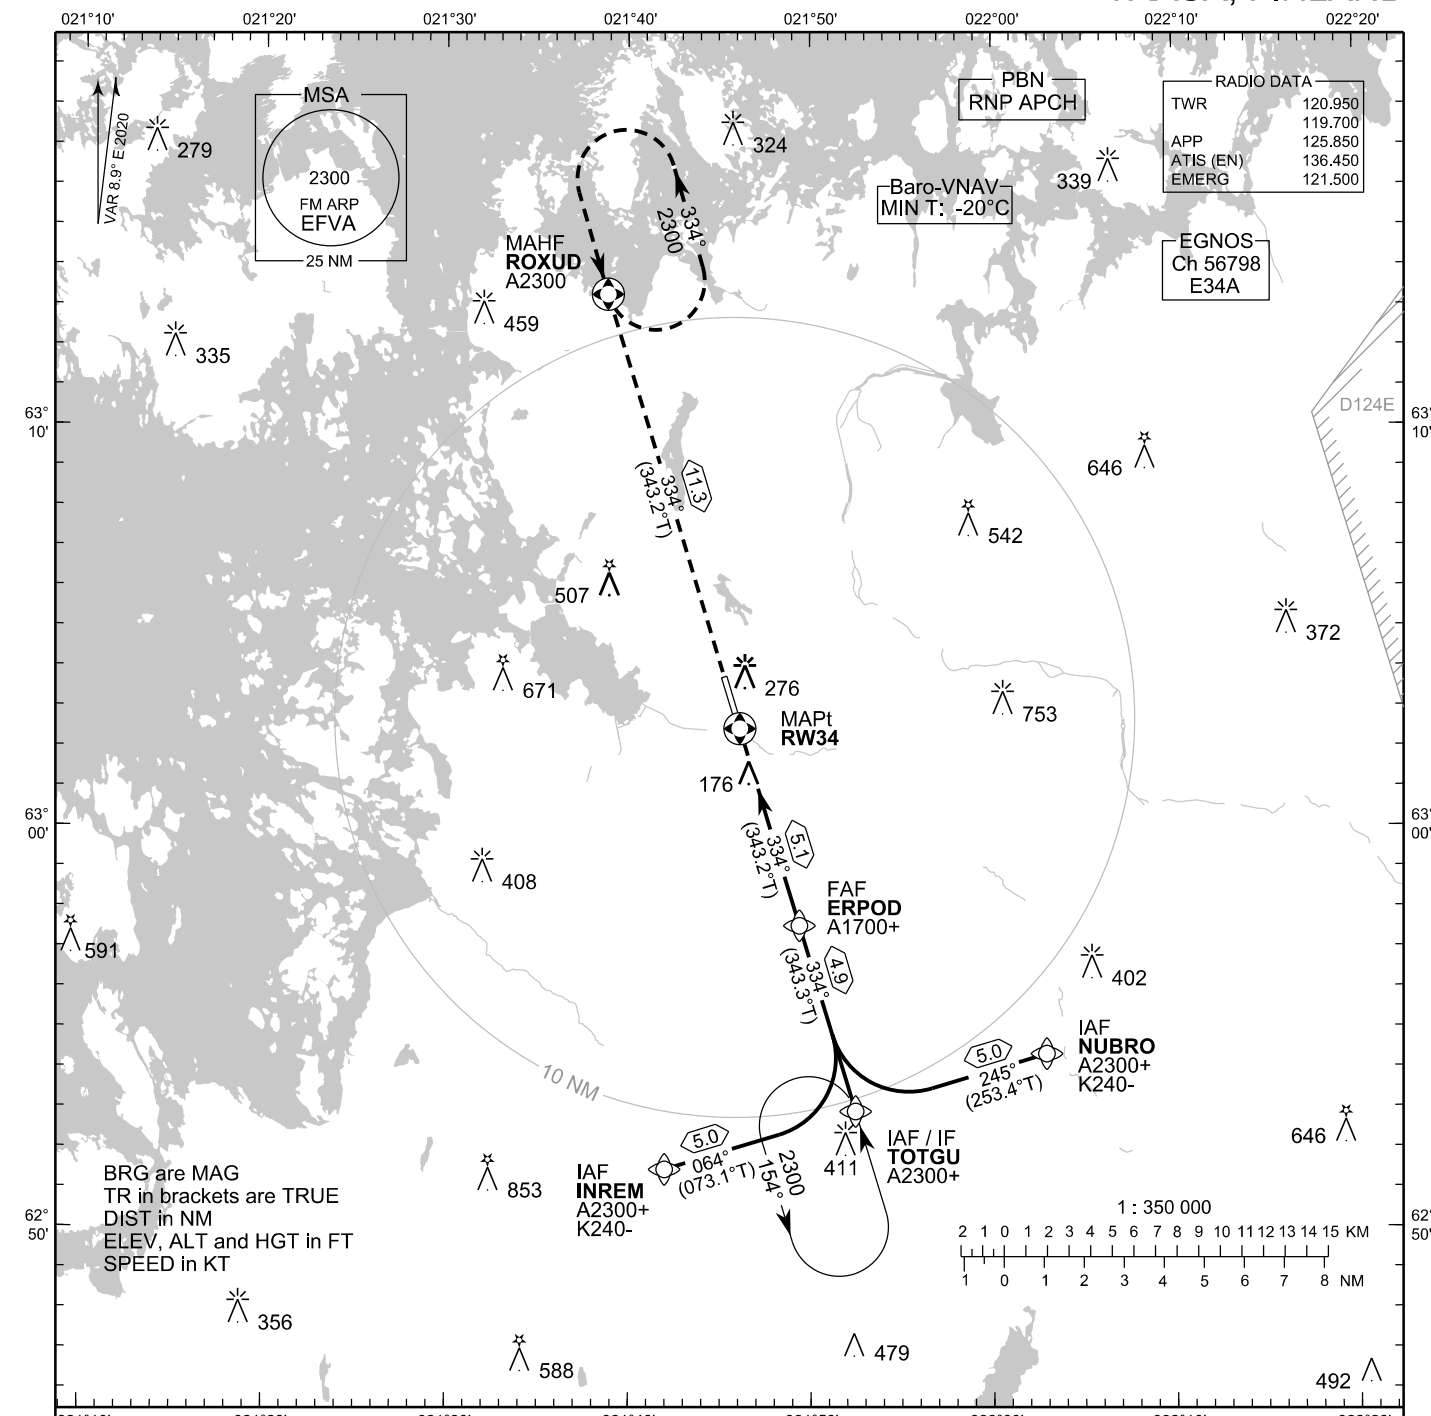 021°10'
021°20'
021°30'
021°40'
021°50'
022°00'
022°10'
022°20'
VAR 8.9° E 2020
279
MSA
2300
FM ARP
EFVA
25 NM
324
PBN
RNP APCH
RADIO DATA
TWR 120.950
119.700
APP 125.850
ATIS (EN) 136.450
EMERG 121.500
339
Baro-VNAV
MIN T: -20°C
EGNOS
Ch 56798
E34A
334°
2300
MAHF
ROXUD
A2300
459
335
D124E
63°
10'
63°
10'
646
11.3
334°
(343.2°T)
542
507
372
671
276
753
MAPt
RW34
176
63°
00'
63°
00'
5.1
334°
(343.2°T)
408
FAF
ERPOD
A1700+
591
4.9
334°
(343.3°T)
402
IAF
NUBRO
A2300+
K240-
5.0
245°
(253.4°T)
10 NM
5.0
064°
(073.1°T)
IAF
INREM
A2300+
K240-
2300
154°
411
IAF / IF
TOTGU
A2300+
646
853
BRG are MAG
TR in brackets are TRUE
DIST in NM
ELEV, ALT and HGT in FT
SPEED in KT
62°
50'
62°
50'
1 : 350 000
2 1 0 1 2 3 4 5 6 7 8 9 10 11 12 13 14 15 KM
1 0 1 2 3 4 5 6 7 8 NM
356
588
479
492